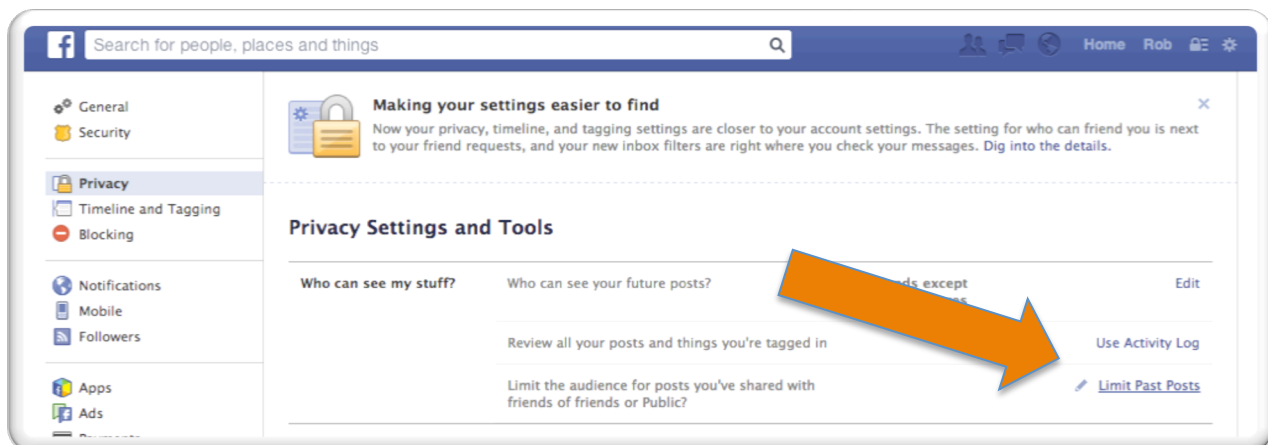 f
Search for people, places and things
Home Rob
General
Security
Privacy
Timeline and Tagging
Blocking
Notifications
Mobile
Followers
Apps
Ads
Making your settings easier to find
Now your privacy, timeline, and tagging settings are closer to your account settings. The setting for who can friend you is next
to your friend requests, and your new inbox filters are right where you check your messages. Dig into the details.
Privacy Settings and Tools
Who can see my stuff? Who can see your future posts? except Edit
Review all your posts and things you're tagged in Use Activity Log
Limit the audience for posts you've shared with
friends of friends or Public? Limit Past Posts